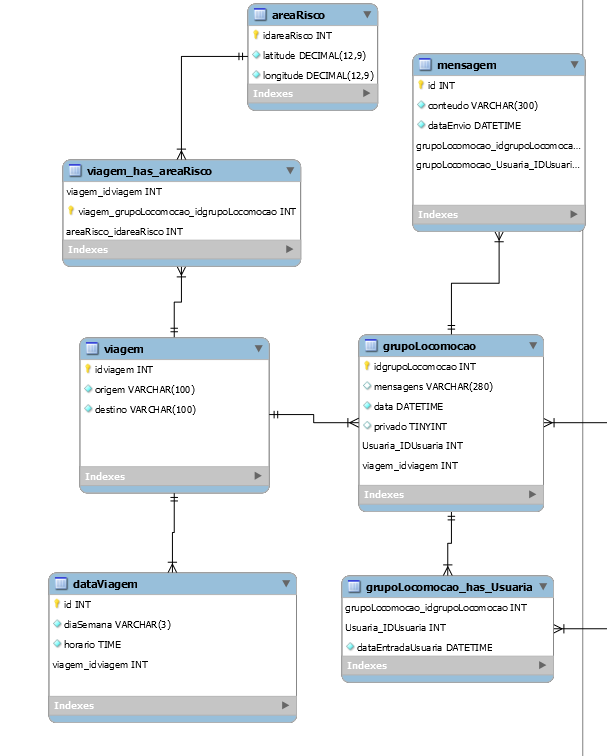 areaRisco
idareaRisco INT
latitude DECIMAL(12,9)
longitude DECIMAL(12,9)
Indexes
mensagem
id INT
conteudo VARCHAR(300)
dataEnvio DATETIME
grupoLocomocao_idgrupoLocomoca...
grupoLocomocao_Usuaria_IDUsuari...
Indexes
viagem_has_areaRisco
viagem_idviagem INT
viagem_grupoLocomocao_idgrupoLocomocao INT
areaRisco_idareaRisco INT
Indexes
viagem
idviagem INT
origem VARCHAR(100)
destino VARCHAR(100)
Indexes
grupoLocomocao
idgrupoLocomocao INT
mensagens VARCHAR(280)
data DATETIME
privado TINYINT
Usuaria_IDUsuaria INT
viagem_idviagem INT
Indexes
dataViagem
id INT
diaSemana VARCHAR(3)
horario TIME
viagem_idviagem INT
Indexes
grupoLocomocao_has_Usuaria
grupoLocomocao_idgrupoLocomocao INT
Usuaria_IDUsuaria INT
dataEntradaUsuaria DATETIME
Indexes